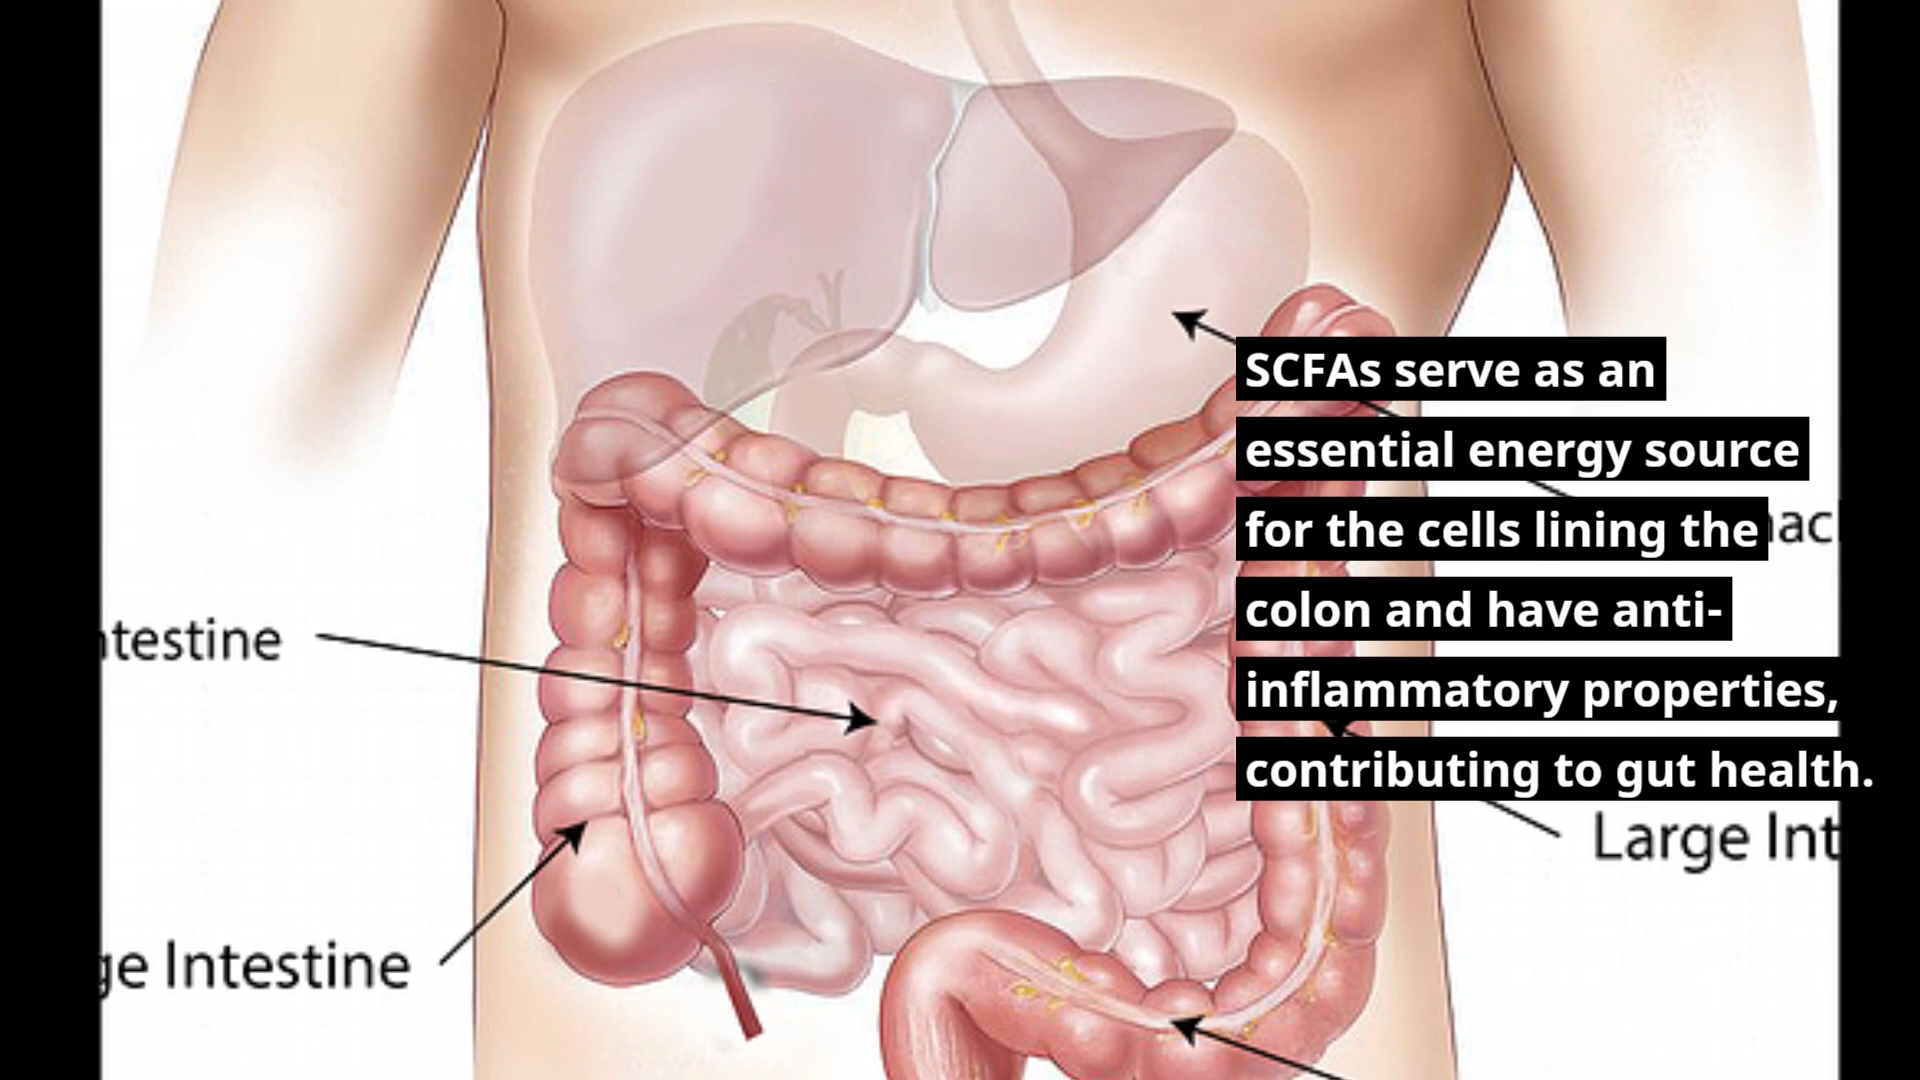 SCFAs serve as an
essential energy source
for the cells lining the
colon and have anti-
inflammatory properties,
contributing to gut health.
ntestine
Large Int
ge Intestine